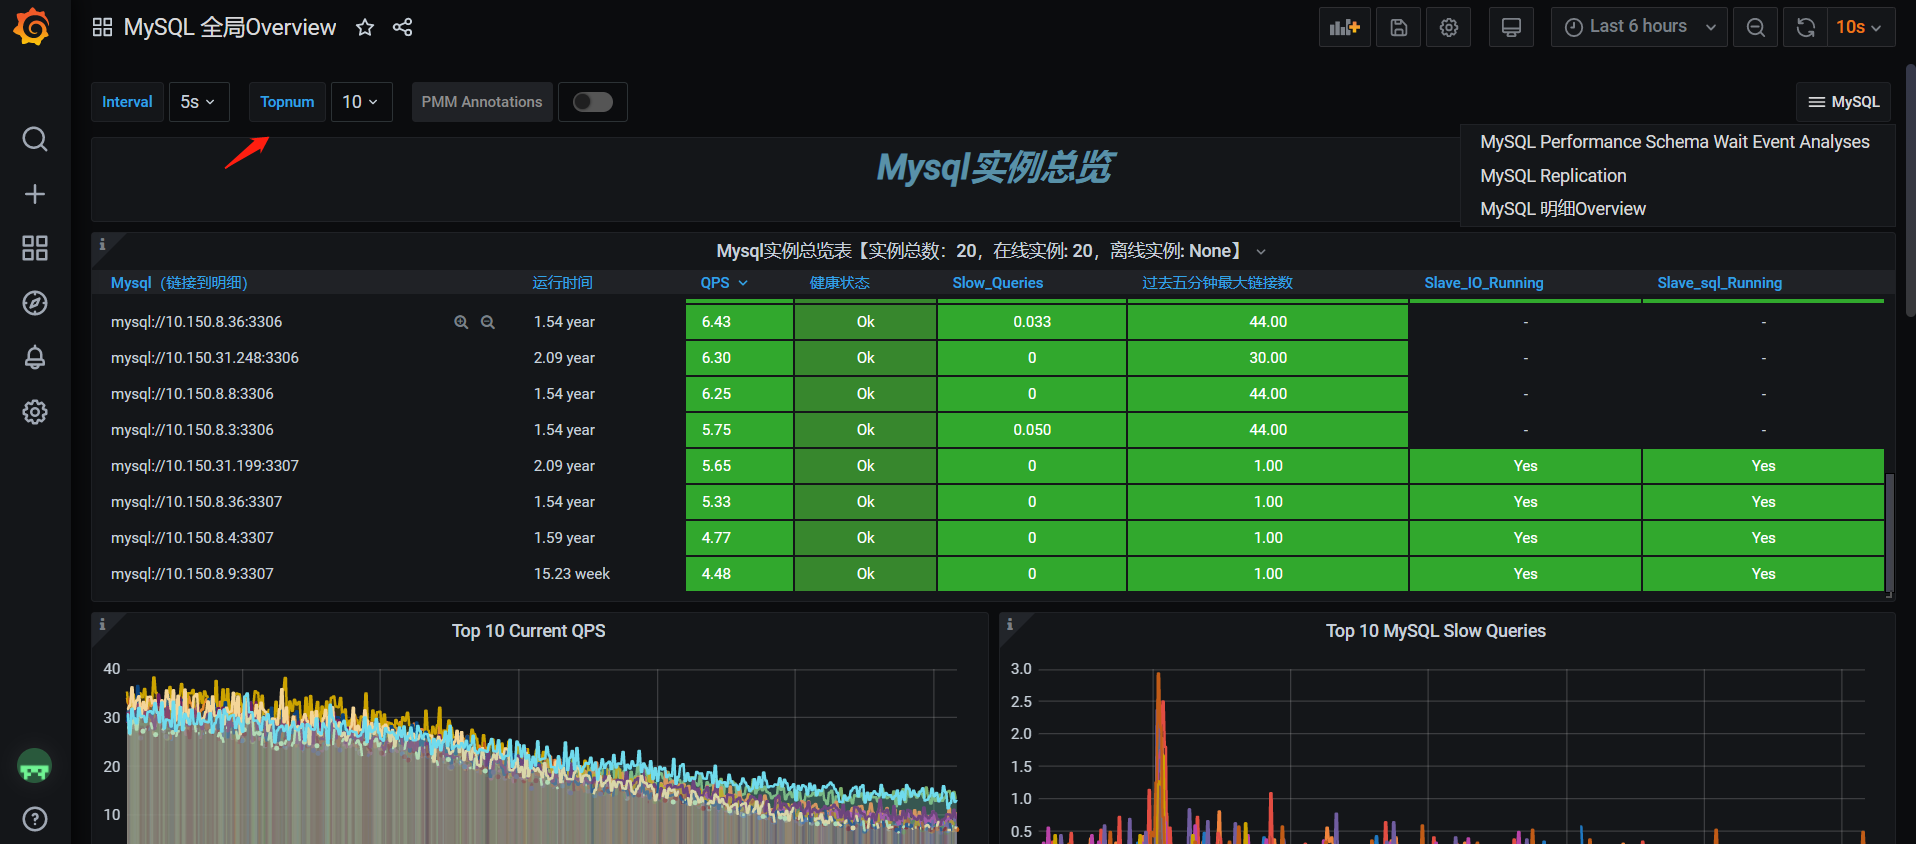 MySQL 全局Overview
Last 6 hours
10s
Interval 5s Topnum 10 PMM Annotations
MySQL
MySQL Performance Schema Wait Event Analyses
MySQL Replication
MySQL 明细Overview
Mysql实例总览
Mysql实例总览表【实例总数：20，在线实例: 20，离线实例: None】
Mysql（链接到明细） 运行时间 QPS 健康状态 Slow_Queries 过去五分钟最大链接数 Slave_IO_Running Slave_sql_Running
mysql://10.150.8.36:3306 1.54 year 6.43 Ok 0.033 44.00 - -
mysql://10.150.31.248:3306 2.09 year 6.30 Ok 0 30.00 - -
mysql://10.150.8.8:3306 1.54 year 6.25 Ok 0 44.00 - -
mysql://10.150.8.3:3306 1.54 year 5.75 Ok 0.050 44.00 - -
mysql://10.150.31.199:3307 2.09 year 5.65 Ok 0 1.00 Yes Yes
mysql://10.150.8.36:3307 1.54 year 5.33 Ok 0 1.00 Yes Yes
mysql://10.150.8.4:3307 1.59 year 4.77 Ok 0 1.00 Yes Yes
mysql://10.150.8.9:3307 15.23 week 4.48 Ok 0 1.00 Yes Yes
Top 10 Current QPS
40
30
20
10
Top 10 MySQL Slow Queries
3.0
2.5
2.0
1.5
1.0
0.5